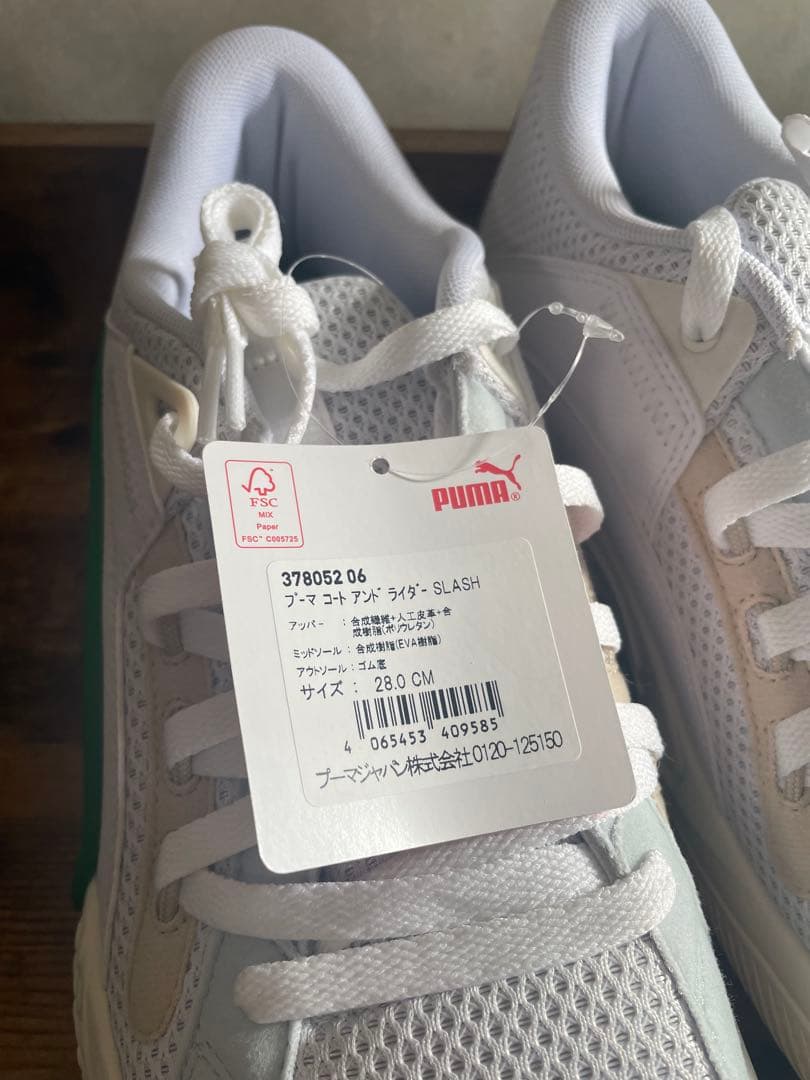 FSC
MIX
Paper
FSC™ C005725
PUMA®
378052 06
プーマ コート アンド ライダー SLASH
アッパー : 合成繊維+人工皮革+合
成樹脂(ポリウレタン)
ミッドソール : 合成樹脂(EVA樹脂)
アウトソール : ゴム底
サイズ : 28.0 CM
4 065453 409585
プーマジャパン株式会社0120-125150